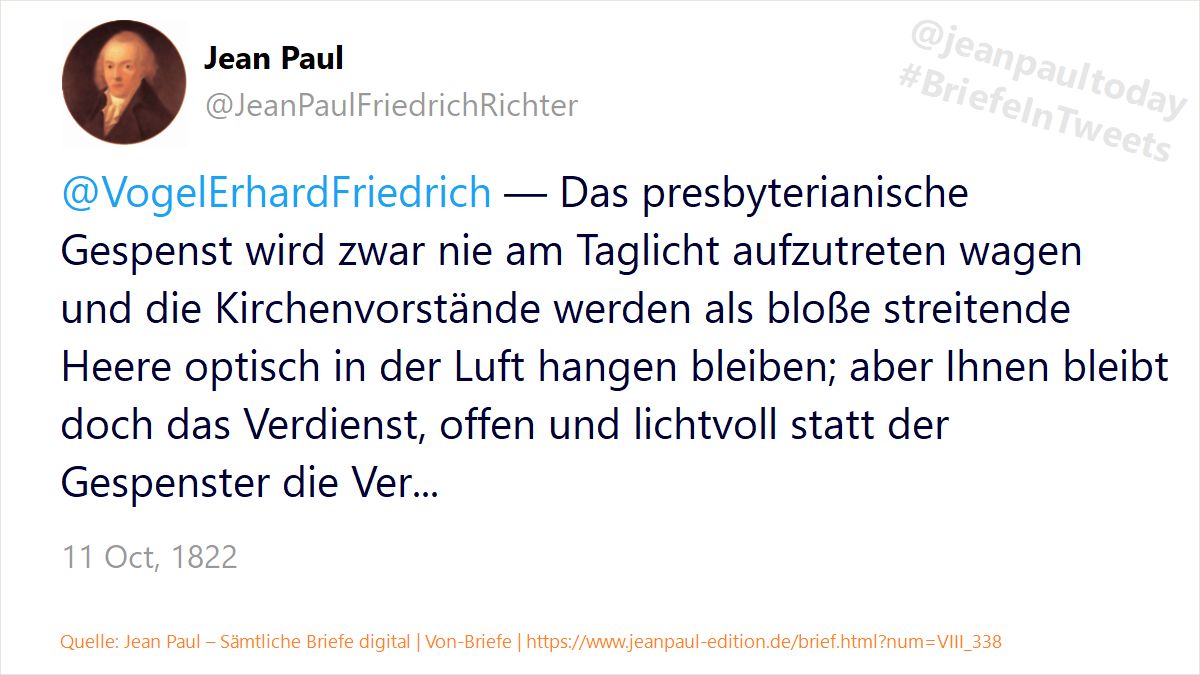 Jean Paul
@JeanPaulFriedrichRichter
@jeanpaultoday
#BriefeInTweets
@VogelErhardFriedrich — Das presbyterianische
Gespenst wird zwar nie am Taglicht aufzutreten wagen
und die Kirchenvorstände werden als bloße streitende
Heere optisch in der Luft hangen bleiben; aber Ihnen bleibt
doch das Verdienst, offen und lichtvoll statt der
Gespenster die Ver...
11 Oct, 1822
Quelle: Jean Paul – Sämtliche Briefe digital | Von-Briefe | https://www.jeanpaul-edition.de/brief.html?num=VIII_338